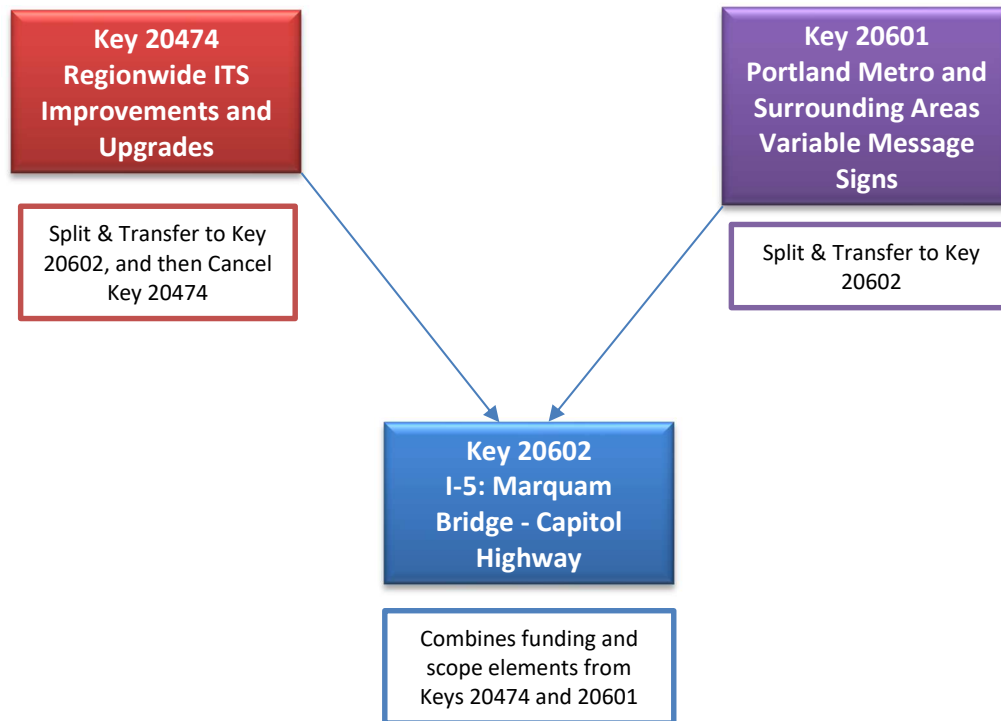 Key 20474
Regionwide ITS
Improvements and
Upgrades
Split & Transfer to Key
20602, and then Cancel
Key 20474
Key 20601
Portland Metro and
Surrounding Areas
Variable Message
Signs
Split & Transfer to Key
20602
Key 20602
I-5: Marquam
Bridge - Capitol
Highway
Combines funding and
scope elements from
Keys 20474 and 20601